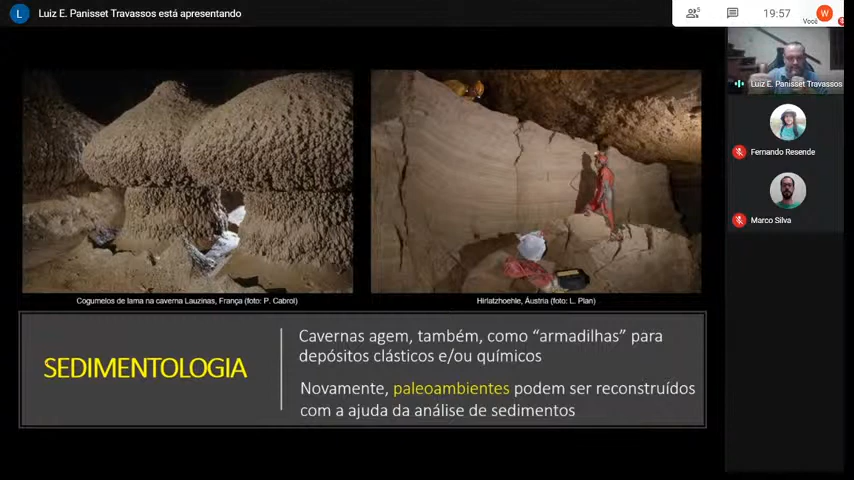 L
Luiz E. Panisset Travassos está apresentando
5
19:57
W
Você
Luiz E. Panisset Travassos
Fernando Resende
Marco Silva
Cogumelos de lama na caverna Lauzinas, França (foto: P. Cabrol)
Hirlatzhoehle, Áustria (foto: L. Plan)
SEDIMENTOLOGIA
Cavernas agem, também, como “armadilhas” para
depósitos clásticos e/ou químicos
Novamente, paleoambientes podem ser reconstruídos
com a ajuda da análise de sedimentos